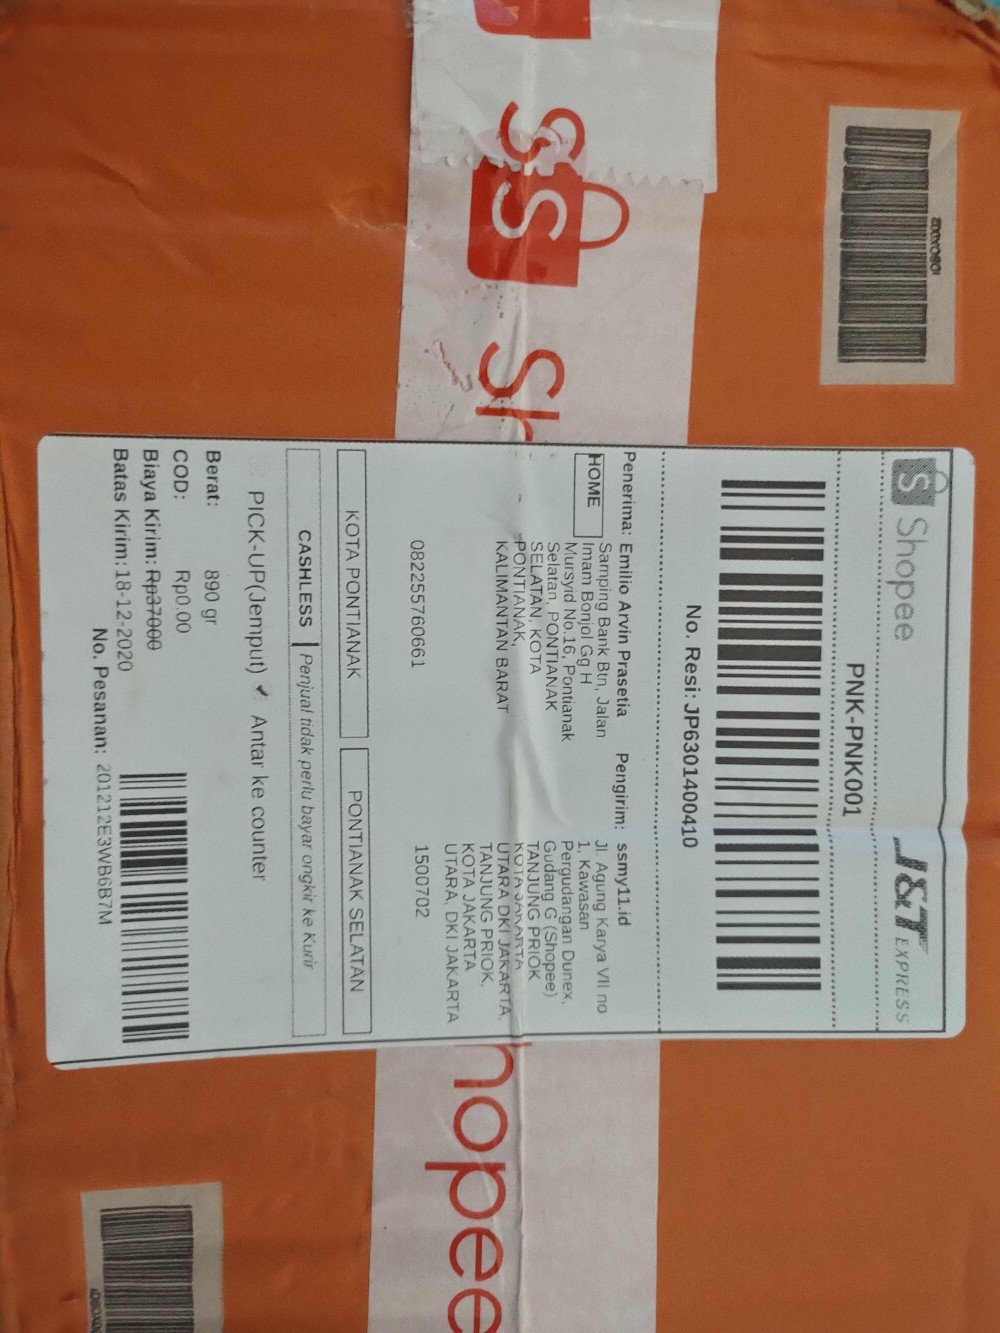 Shopee
J&T EXPRESS
PNK-PNK001
No. Resi: JP6301400410
Penerima: Emilio Arvin Prasetia
HOME
Samping Bank Btn, Jalan
Imam Bonjol Gg H
Mursyid No.16, Pontianak
Selatan, PONTIANAK
SELATAN, KOTA
PONTIANAK,
KALIMANTAN BARAT
082255760661
Pengirim: ssmy11.id
Jl. Agung Karya VII no
1. Kawasan
Pergudangan Dunex,
Gudang G (Shopee)
TANJUNG PRIOK
KOTA JAKARTA
UTARA DKI JAKARTA,
TANJUNG PRIOK,
KOTA JAKARTA
UTARA, DKI JAKARTA
1500702
KOTA PONTIANAK
PONTIANAK SELATAN
CASHLESS | Penjual tidak perlu bayar ongkir ke Kurir
PICK-UP(Jemput) ✔ Antar ke counter
Berat: 890 gr
COD: Rp0.00
Biaya Kirim: Rp37000
Batas Kirim: 18-12-2020
No. Pesanan: 201212E3WB6B7M
S
S
Sh
hopee